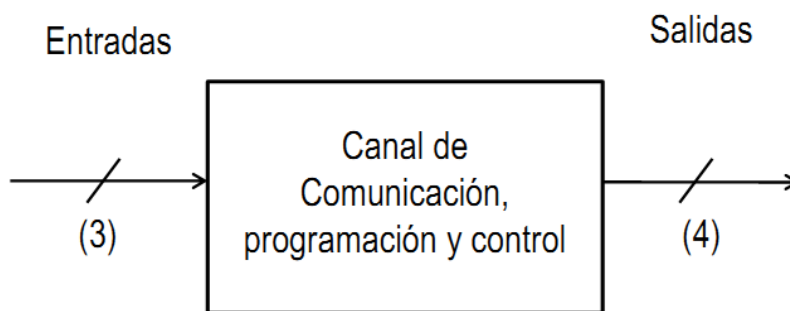 Entradas
Salidas
Canal de
Comunicación,
programación y control
(3)
(4)